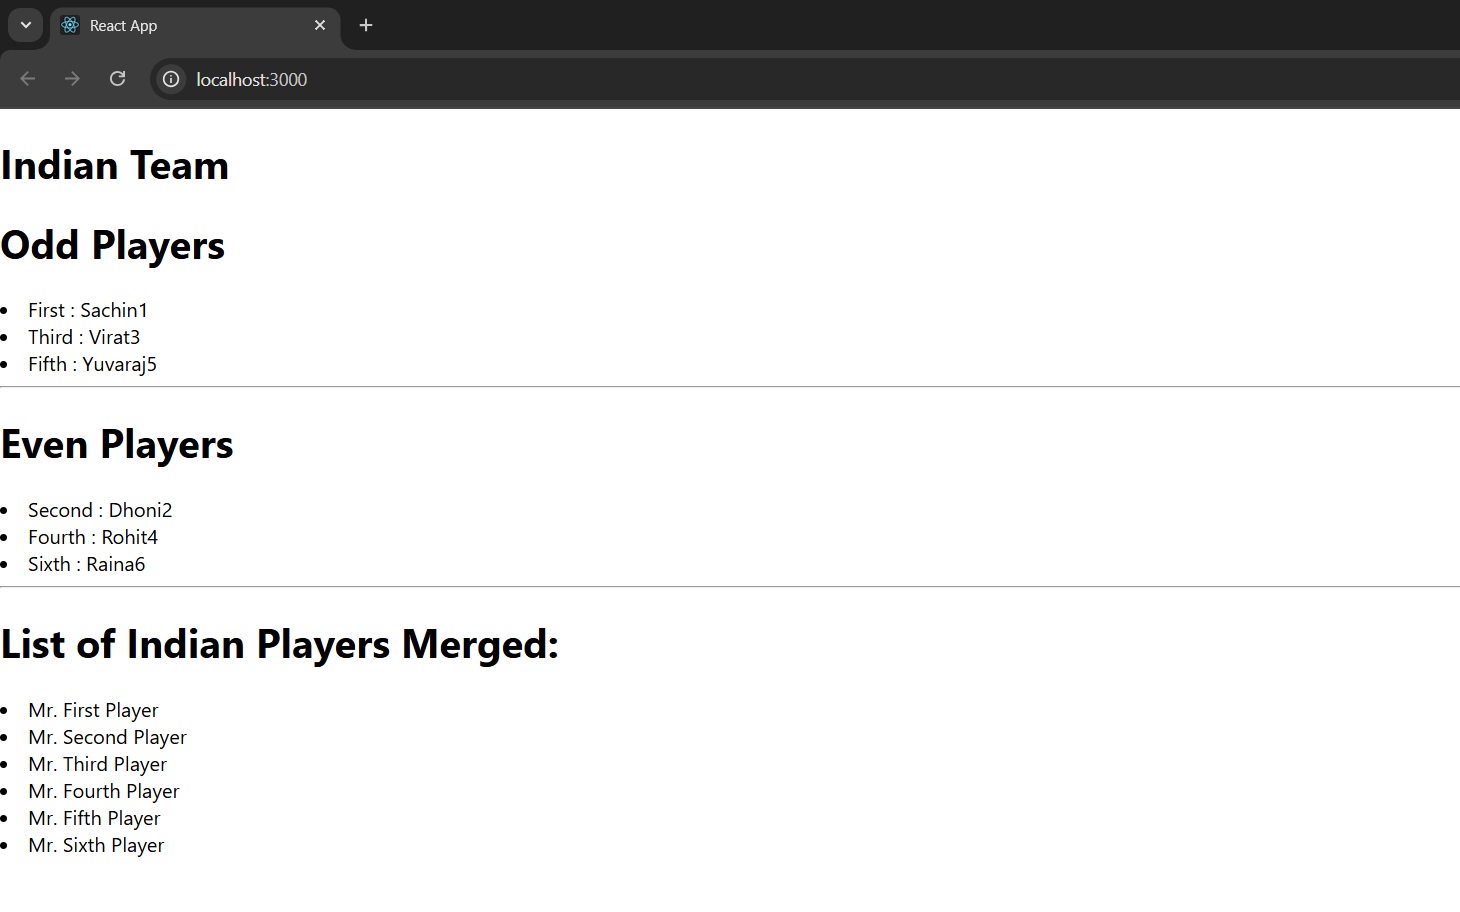 React App
localhost:3000
Indian Team
Odd Players
First : Sachin1
Third : Virat3
Fifth : Yuvaraj5
Even Players
Second : Dhoni2
Fourth : Rohit4
Sixth : Raina6
List of Indian Players Merged:
Mr. First Player
Mr. Second Player
Mr. Third Player
Mr. Fourth Player
Mr. Fifth Player
Mr. Sixth Player